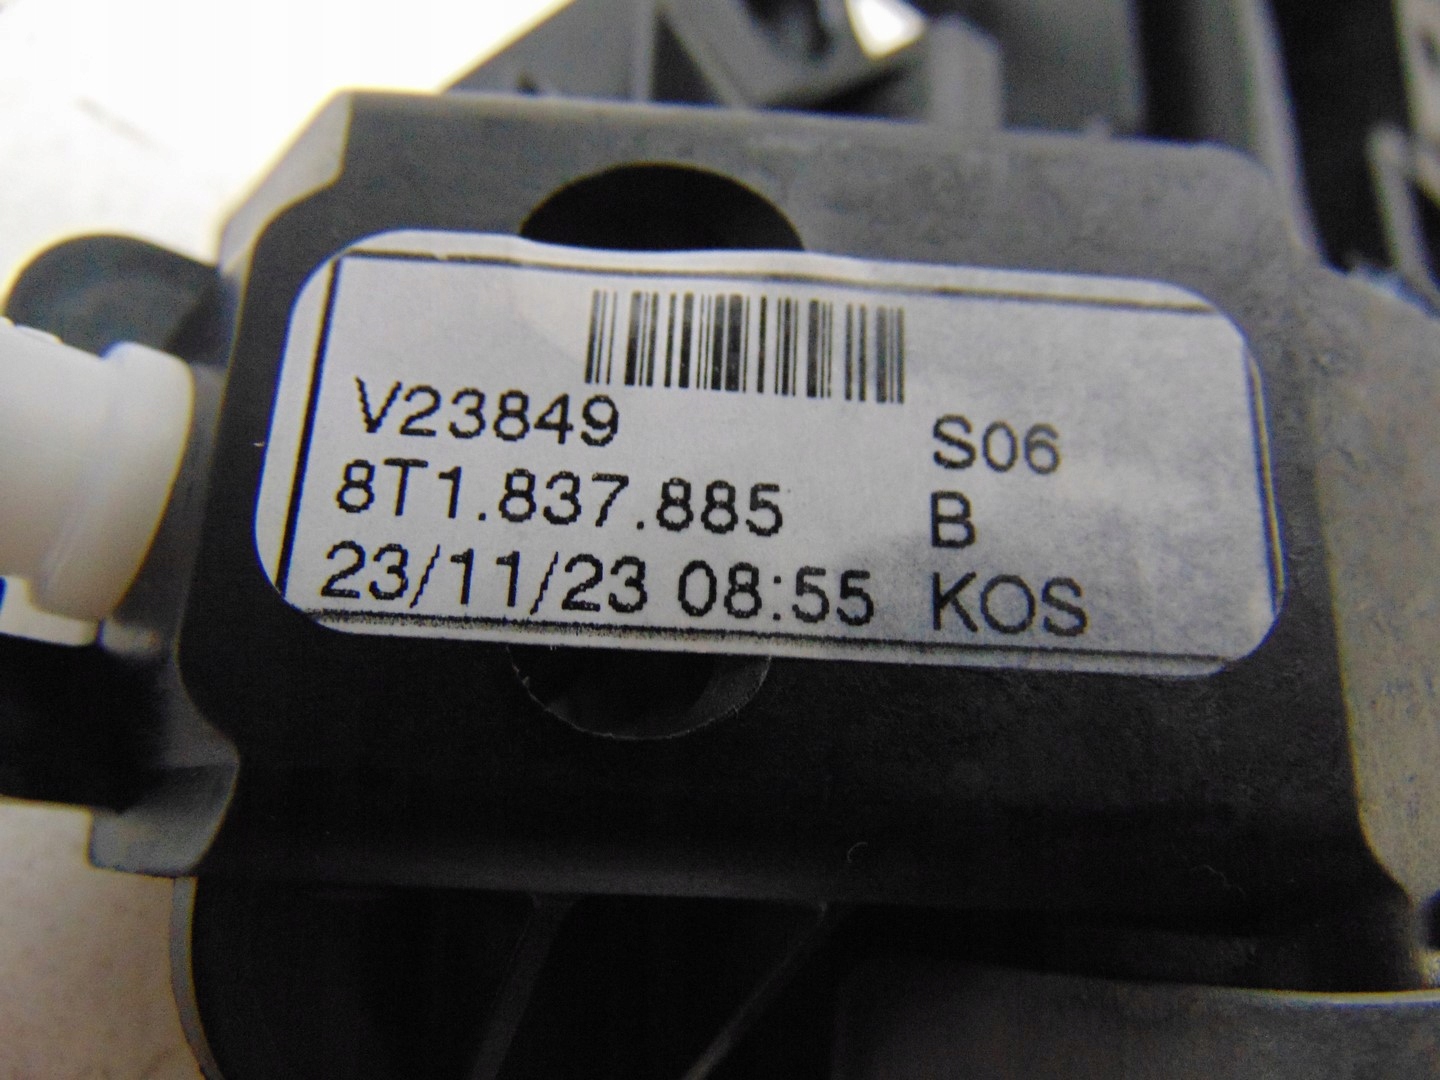 V23849 S06
8T1.837.885 B
23/11/23 08:55 KOS